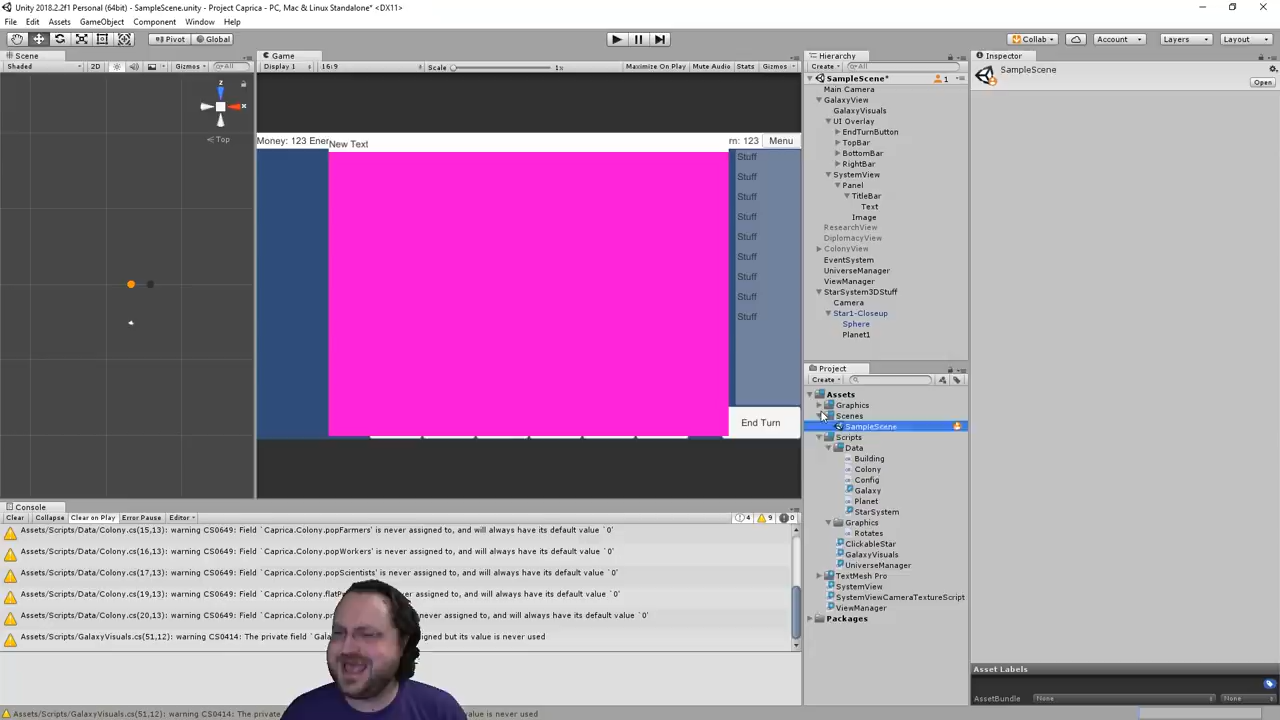 Unity 2018.2.2f1 Personal (64bit) - SampleScene.unity - Project Caprica - PC, Mac & Linux Standalone* <DX11>
File Edit Assets GameObject Component Window Help
Pivot Global Collab Account Layers Layout
Scene
Shaded 2D Gizmos All
Top
Game
Display 1 16:9 Scale 1x Maximize On Play Mute Audio Stats Gizmos
Money: 123 Ener New Text rn: 123 Menu
Stuff
Stuff
Stuff
Stuff
Stuff
Stuff
Stuff
Stuff
Stuff
End Turn
Hierarchy
Create All
SampleScene* 1
Main Camera
GalaxyView
GalaxyVisuals
UI Overlay
EndTurnButton
TopBar
BottomBar
RightBar
SystemView
Panel
TitleBar
Text
Image
ResearchView
DiplomacyView
ColonyView
EventSystem
UniverseManager
ViewManager
StarSystem3DStuff
Camera
Star1-Closeup
Sphere
Planet1
Project
Create
Assets
Graphics
Scenes
SampleScene
Scripts
Data
Building
Colony
Config
Galaxy
Planet
StarSystem
Graphics
Rotates
ClickableStar
GalaxyVisuals
UniverseManager
TextMesh Pro
SystemView
SystemViewCameraTextureScript
ViewManager
Packages
Inspector
SampleScene
Open
Asset Labels
AssetBundle None None
Console
Clear Collapse Clear on Play Error Pause Editor 4 9 0
Assets/Scripts/Data/Colony.cs(15,13): warning CS0649: Field `Caprica.Colony.popFarmers' is never assigned to, and will always have its default value `0'
Assets/Scripts/Data/Colony.cs(16,13): warning CS0649: Field `Caprica.Colony.popWorkers' is never assigned to, and will always have its default value `0'
Assets/Scripts/Data/Colony.cs(17,13): warning CS0649: Field `Caprica.Colony.popScientists' is never assigned to, and will always have its default value `0'
Assets/Scripts/Data/Colony.cs(19,13): warning CS0649: Field `Caprica.Colony.flatP ever assigned to, and will always have its default value `0'
Assets/Scripts/Data/Colony.cs(20,13): warning CS0649: Field `Caprica.Colony.pr never assigned to, and will always have its default value `0'
Assets/Scripts/GalaxyVisuals.cs(51,12): warning CS0414: The private field `Gala igned but its value is never used
Assets/Scripts/GalaxyVisuals.cs(51,12): warning CS0414: The private never used